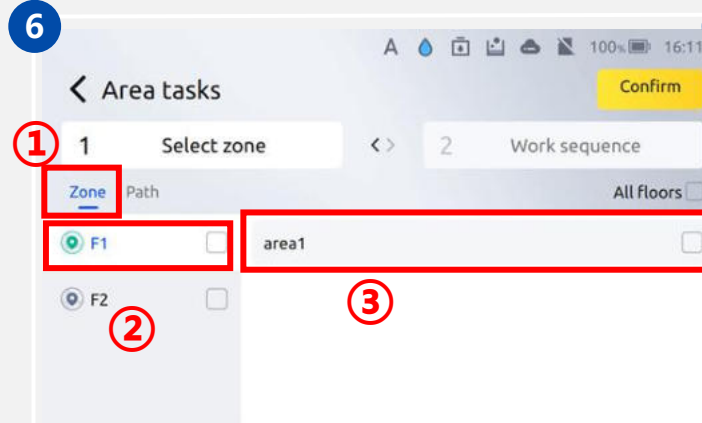 6
A 100% 16:11
Area tasks Confirm
① 1 Select zone < > 2 Work sequence
Zone Path All floors
F1 area1
F2
② ③